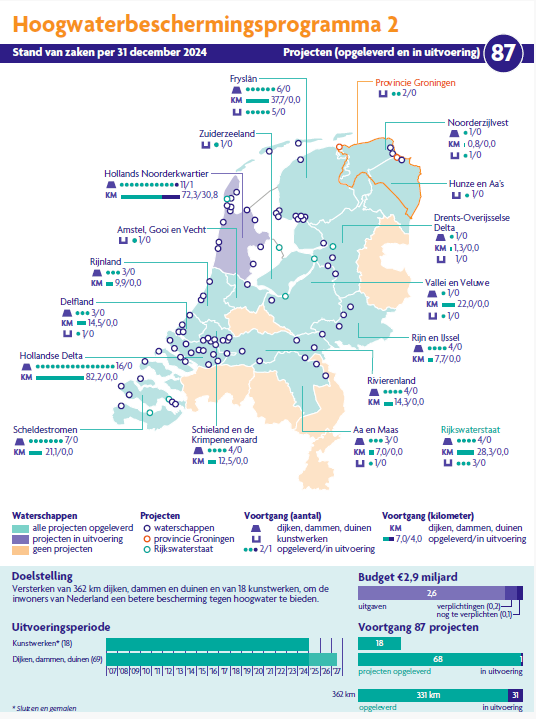 Hoogwaterbeschermingsprogramma 2
Stand van zaken per 31 december 2024
Projecten (opgeleverd en in uitvoering) 87
Fryslân
6/0
KM 37,7/0,0
5/0
Provincie Groningen
2/0
Zuiderzeeland
1/0
Noorderzijlvest
1/0
KM 0,8/0,0
1/0
Hollands Noorderkwartier
11/1
KM 72,3/30,8
Hunze en Aa's
1/0
Amstel, Gooi en Vecht
1/0
Drents-Overijsselse
Delta
1/0
KM 1,3/0,0
1/0
Rijnland
3/0
KM 9,9/0,0
Vallei en Veluwe
1/0
KM 22,0/0,0
1/0
Delfland
3/0
KM 14,5/0,0
1/0
Rijn en IJssel
4/0
KM 7,7/0,0
Hollandse Delta
16/0
KM 82,2/0,0
Rivierenland
4/0
KM 14,3/0,0
Scheldestromen
7/0
KM 21,1/0,0
Schieland en de
Krimpenerwaard
4/0
KM 12,5/0,0
Aa en Maas
3/0
KM 7,0/0,0
1/0
Rijkswaterstaat
4/0
KM 28,3/0,0
3/0
Waterschappen
alle projecten opgeleverd
projecten in uitvoering
geen projecten
Projecten
waterschappen
provincie Groningen
Rijkswaterstaat
Voortgang (aantal)
dijken, dammen, duinen
kunstwerken
2/1 opgeleverd/in uitvoering
Voortgang (kilometer)
KM dijken, dammen, duinen
7,0/4,0 opgeleverd/in uitvoering
Doelstelling
Versterken van 362 km dijken, dammen en duinen en van 18 kunstwerken, om de
inwoners van Nederland een betere bescherming tegen hoogwater te bieden.
Budget €2,9 miljard
2,6
uitgaven
verplichtingen (0,2)
nog te verplichten (0,1)
Uitvoeringsperiode
Kunstwerken* (18)
Dijken, dammen, duinen (69)
'07 '08 '09 '10 '11 '12 '13 '14 '15 '16 '17 '18 '19 '20 '21 '22 '23 '24 '25 '26 '27
* Sluizen en gemalen
Voortgang 87 projecten
18
68
1
projecten opgeleverd
in uitvoering
362 km
331 km
31
opgeleverd
in uitvoering